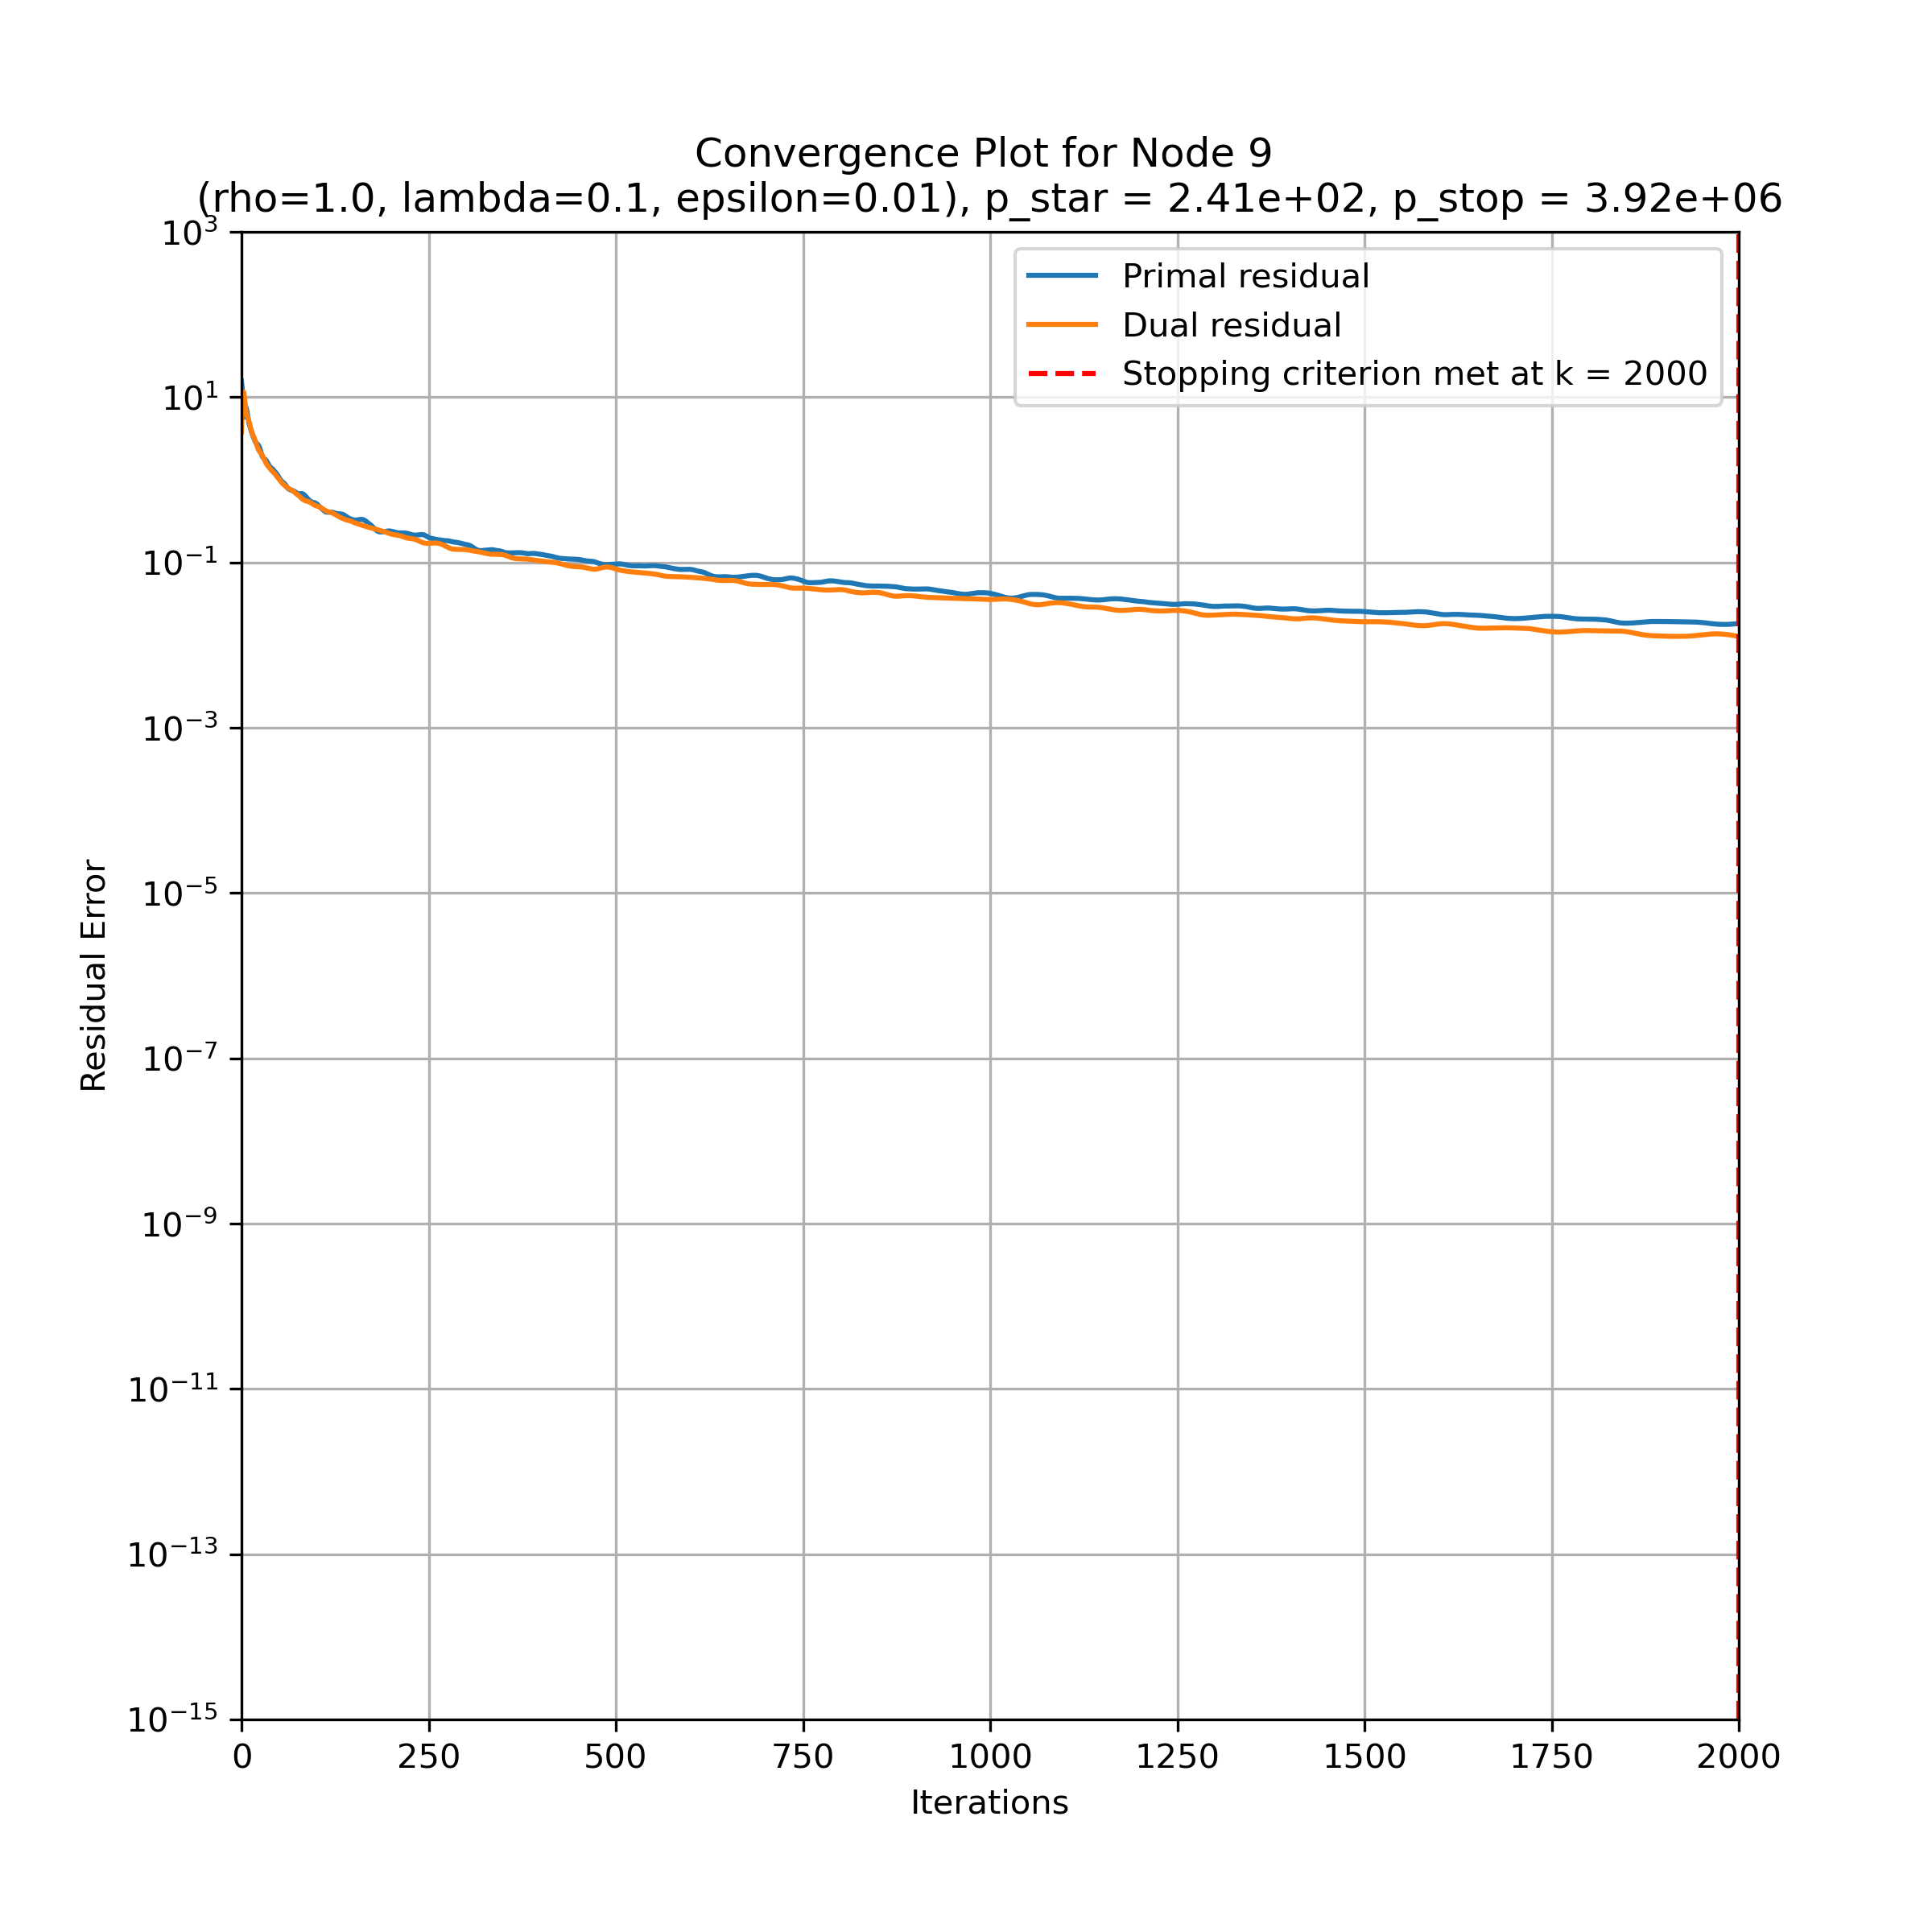 Convergence Plot for Node 9
(rho=1.0, lambda=0.1, epsilon=0.01), p_star = 2.41e+02, p_stop = 3.92e+06
Primal residual
Dual residual
Stopping criterion met at k = 2000
Residual Error
10³
10¹
10⁻¹
10⁻³
10⁻⁵
10⁻⁷
10⁻⁹
10⁻¹¹
10⁻¹³
10⁻¹⁵
0 250 500 750 1000 1250 1500 1750 2000
Iterations